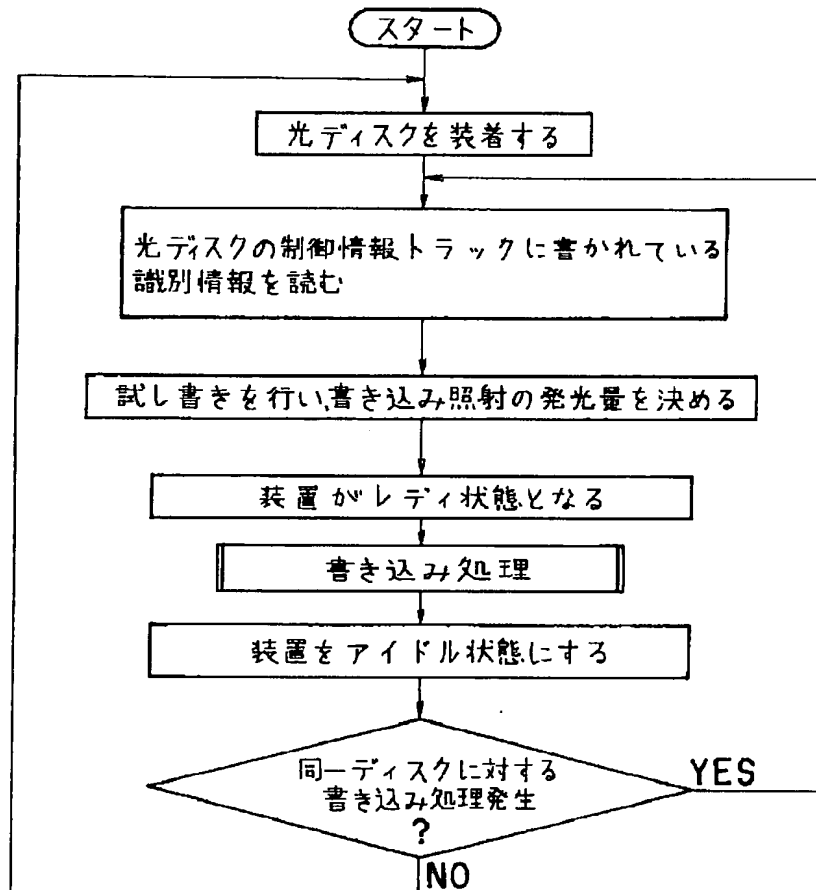 スタート
光ディスクを装着する
光ディスクの制御情報トラックに書かれている
識別情報を読む
試し書きを行い、書き込み照射の発光量を決める
装置がレディ状態となる
書き込み処理
装置をアイドル状態にする
同一ディスクに対する
書き込み処理発生
?
YES
NO